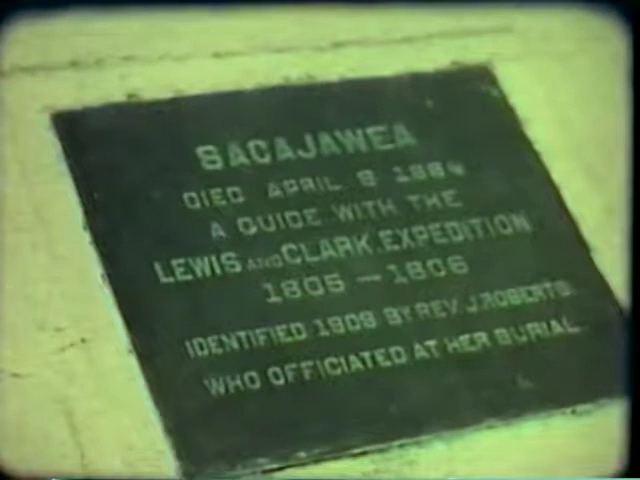 SACAJAWEA
DIED APRIL 9 1884
A GUIDE WITH THE
LEWIS AND CLARK EXPEDITION
1805 – 1806
IDENTIFIED 1909 BY REV. J. ROBERTS.
WHO OFFICIATED AT HER BURIAL